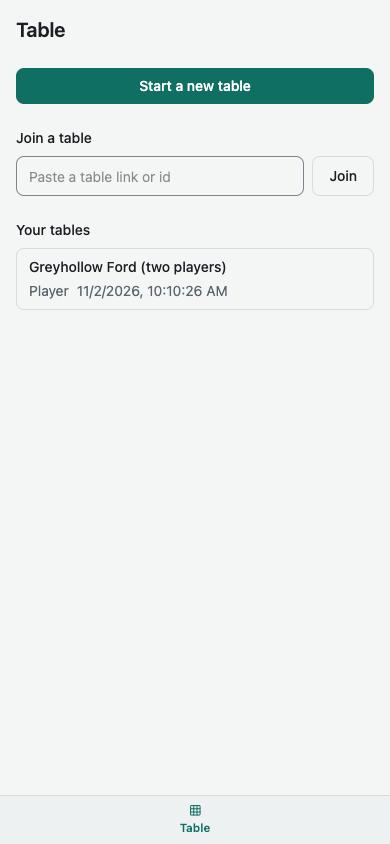 Table
Start a new table
Join a table
Paste a table link or id
Join
Your tables
Greyhollow Ford (two players)
Player 11/2/2026, 10:10:26 AM
Table